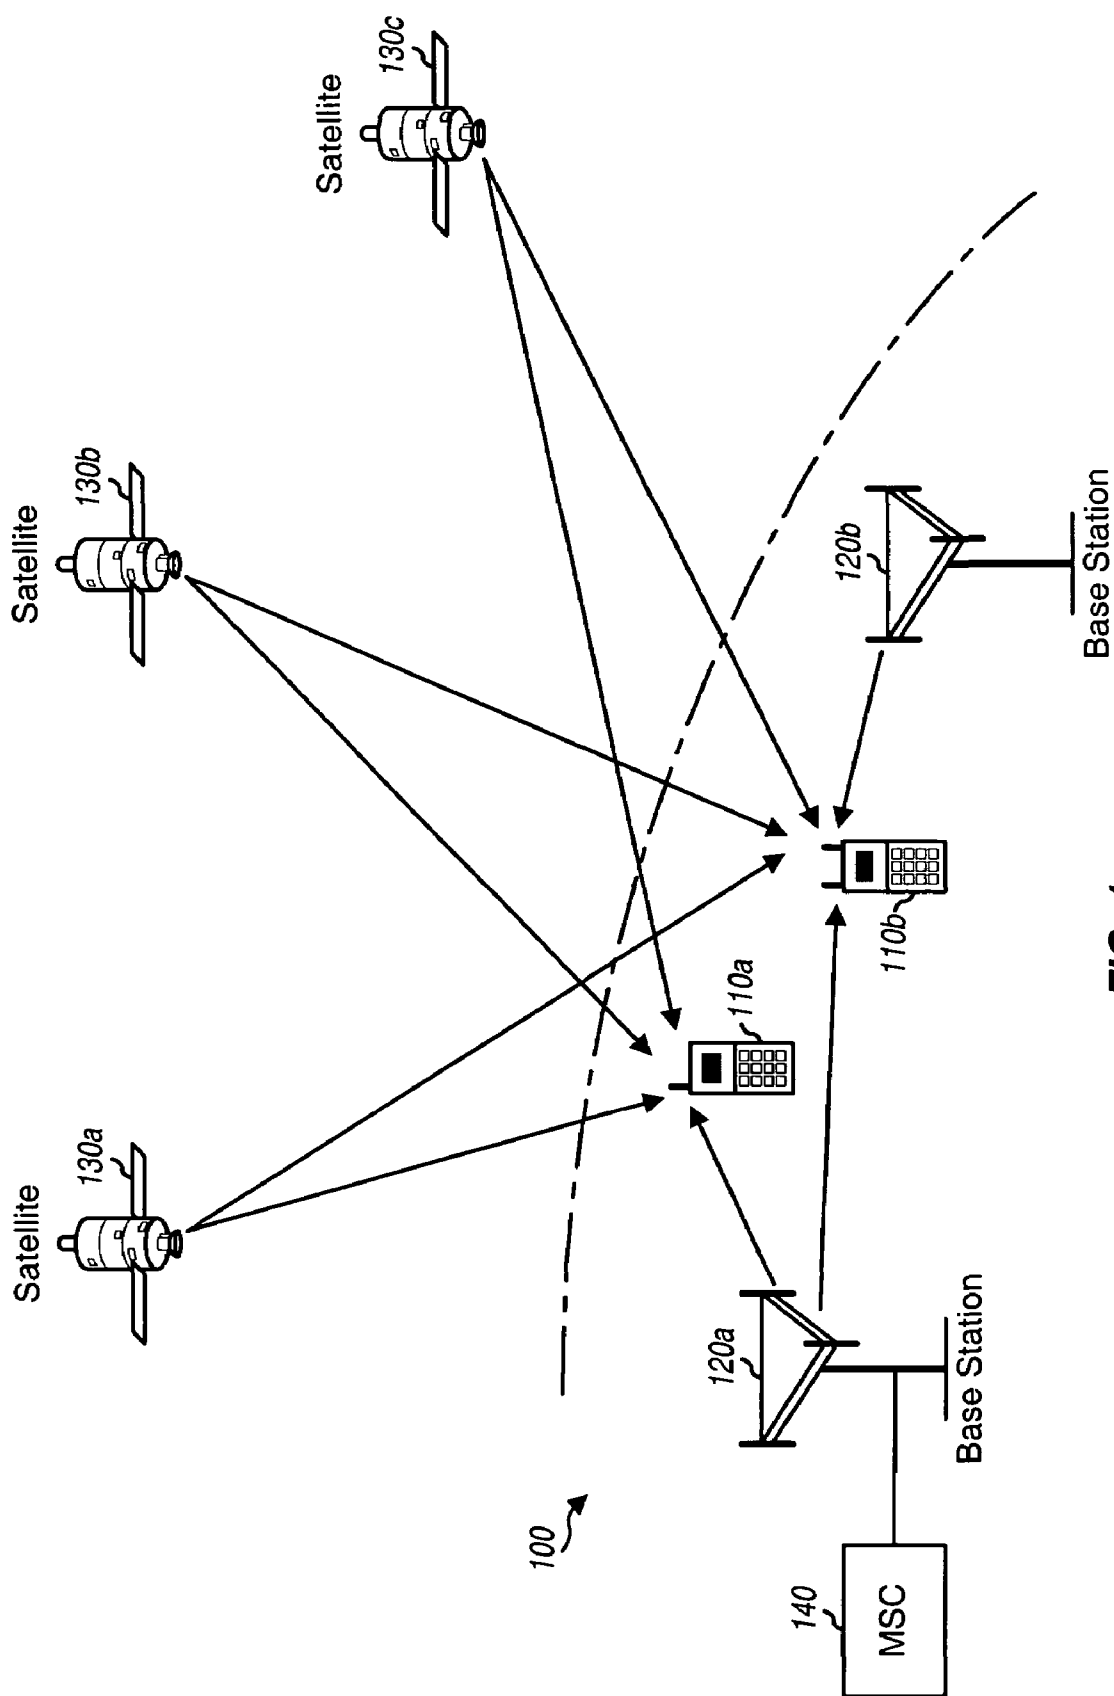 Satellite
130a
Satellite
130b
Satellite
130c
100
110a
110b
120a
Base Station
120b
Base Station
140
MSC